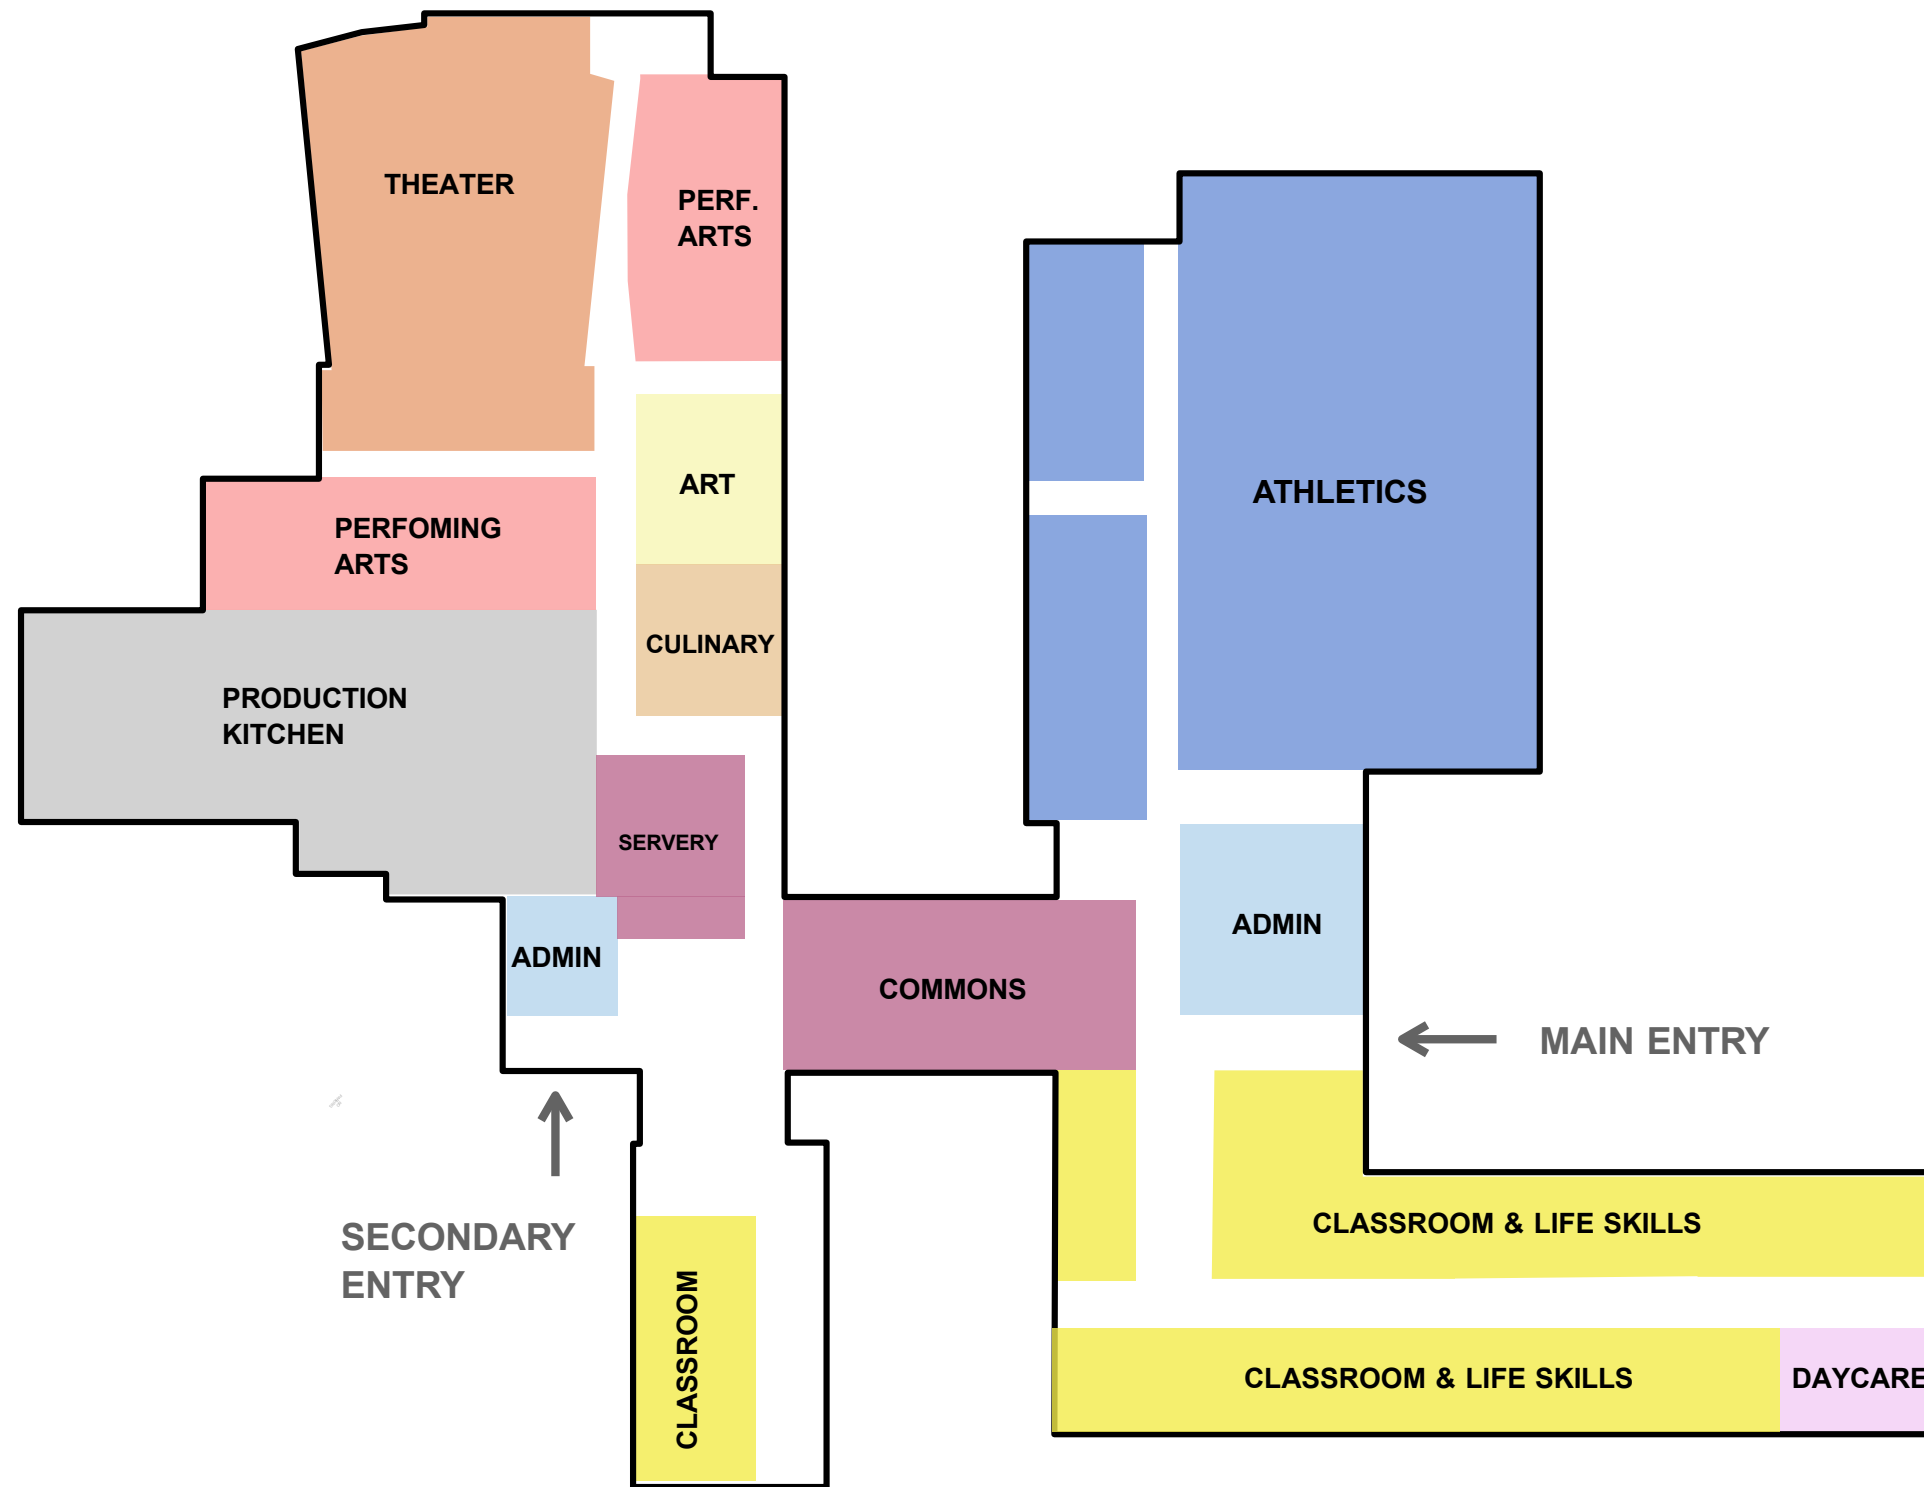 THEATER
PERF.
ARTS
ART
ATHLETICS
PERFOMING
ARTS
CULINARY
PRODUCTION
KITCHEN
SERVERY
ADMIN
ADMIN
COMMONS
MAIN ENTRY
SECONDARY
ENTRY
CLASSROOM & LIFE SKILLS
CLASSROOM
CLASSROOM & LIFE SKILLS
DAYCARE